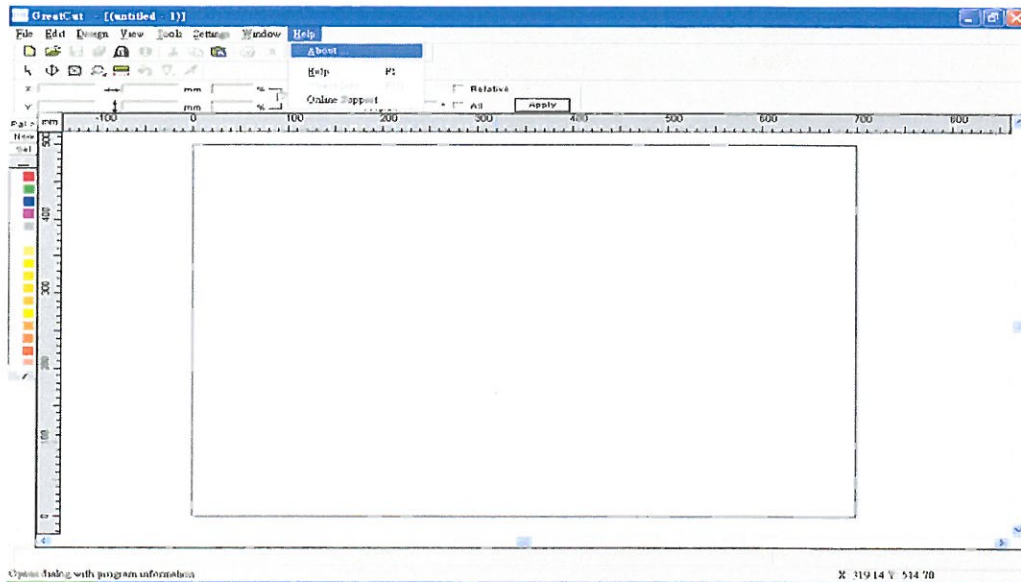 GreatCut - [(untitled - 1)]
File Edit Design View Tools Settings Window Help
About
Help F1
Online Support
X mm % Relative
Y mm % All Apply
mm -100 0 100 200 300 400 500 600 700 800
New
Sel
500
400
300
200
100
0
Opens dialog with program information X: 319.14 Y: 514.70